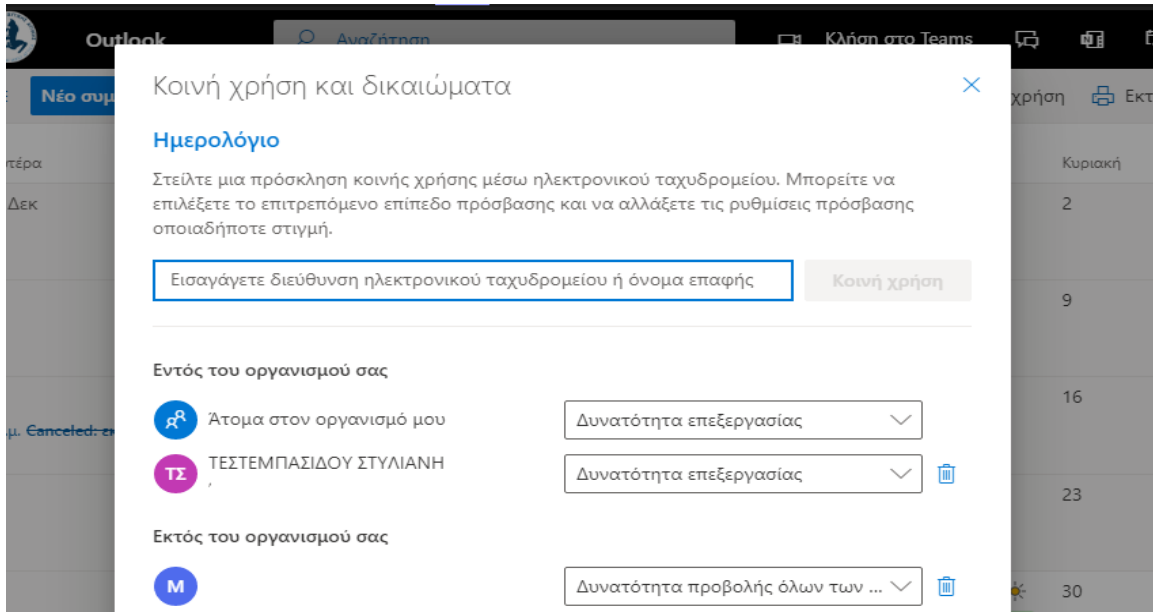 Outlook
Αναζήτηση
Κλήση στο Teams
Νέο συμ
χρήση
Εκτ
Κοινή χρήση και δικαιώματα
Ημερολόγιο
τέρα
Κυριακή
Στείλτε μια πρόσκληση κοινής χρήσης μέσω ηλεκτρονικού ταχυδρομείου. Μπορείτε να
επιλέξετε το επιτρεπόμενο επίπεδο πρόσβασης και να αλλάξετε τις ρυθμίσεις πρόσβασης
οποιαδήποτε στιγμή.
Δεκ
2
Εισαγάγετε διεύθυνση ηλεκτρονικού ταχυδρομείου ή όνομα επαφής
Κοινή χρήση
9
Εντός του οργανισμού σας
16
Άτομα στον οργανισμό μου
Δυνατότητα επεξεργασίας
μ. Canceled: εκ
ΤΣ
ΤΕΣΤΕΜΠΑΣΙΔΟΥ ΣΤΥΛΙΑΝΗ
,
Δυνατότητα επεξεργασίας
23
Εκτός του οργανισμού σας
M
Δυνατότητα προβολής όλων των ...
30